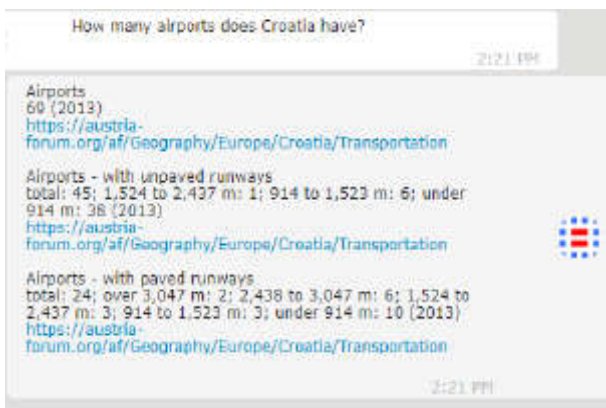 How many airports does Croatia have?
2:21 PM
Airports
69 (2013)
https://austria-
forum.org/af/Geography/Europe/Croatia/Transportation
Airports - with unpaved runways
total: 45; 1,524 to 2,437 m: 1; 914 to 1,523 m: 6; under
914 m: 38 (2013)
https://austria-
forum.org/af/Geography/Europe/Croatia/Transportation
Airports - with paved runways
total: 24; over 3,047 m: 2; 2,438 to 3,047 m: 6; 1,524 to
2,437 m: 3; 914 to 1,523 m: 3; under 914 m: 10 (2013)
https://austria-
forum.org/af/Geography/Europe/Croatia/Transportation
2:21 PM